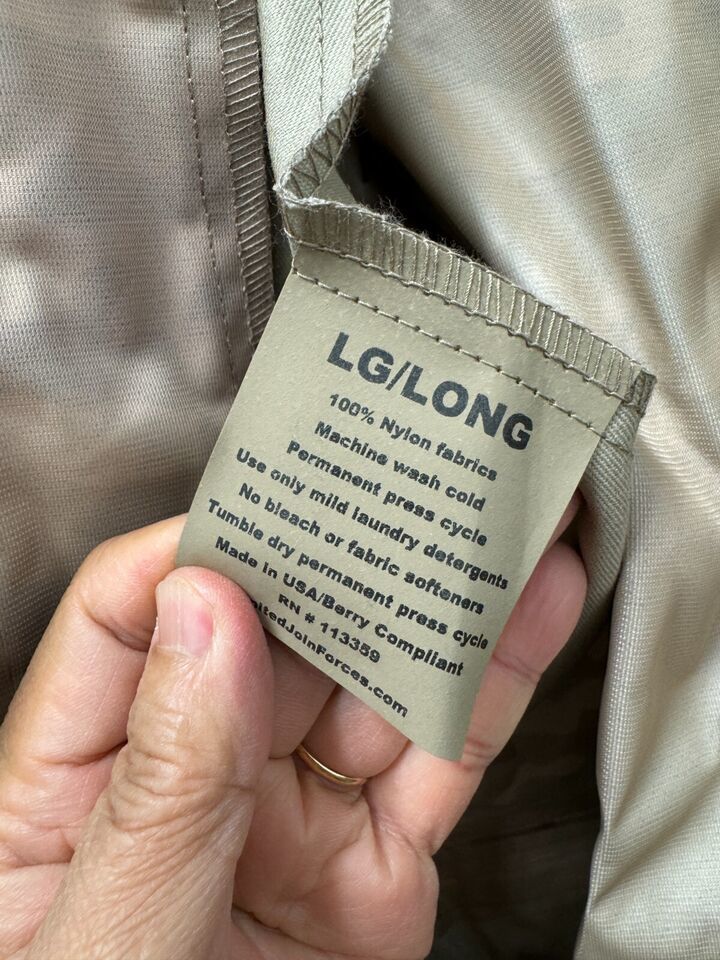 LG/LONG
100% Nylon fabrics
Machine wash cold
Permanent press cycle
Use only mild laundry detergents
No bleach or fabric softeners
Tumble dry permanent press cycle
Made in USA/Berry Compliant
RN # 113359
itedJoinForces.com